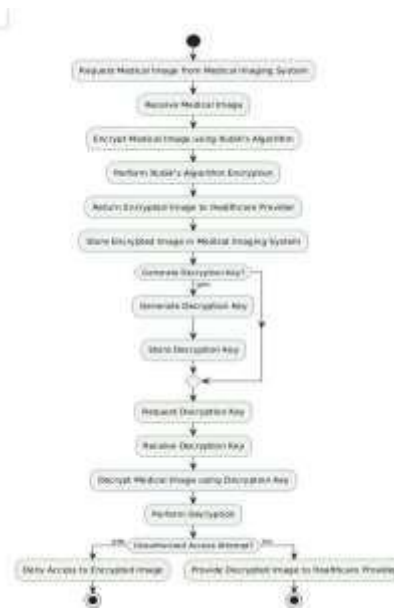 Request Medical Image from Medical Imaging System
Receive Medical Image
Encrypt Medical Image using Rubik's Algorithm
Perform Rubik's Algorithm Encryption
Return Encrypted Image to Healthcare Provider
Store Encrypted Image in Medical Imaging System
Generate Decryption Key?
yes
Generate Decryption Key
Store Decryption Key
Request Decryption Key
Receive Decryption Key
Decrypt Medical Image using Decryption Key
Perform Decryption
yes Unauthorized Access Attempt? no
Deny Access to Encrypted Image Provide Decrypted Image to Healthcare Provider